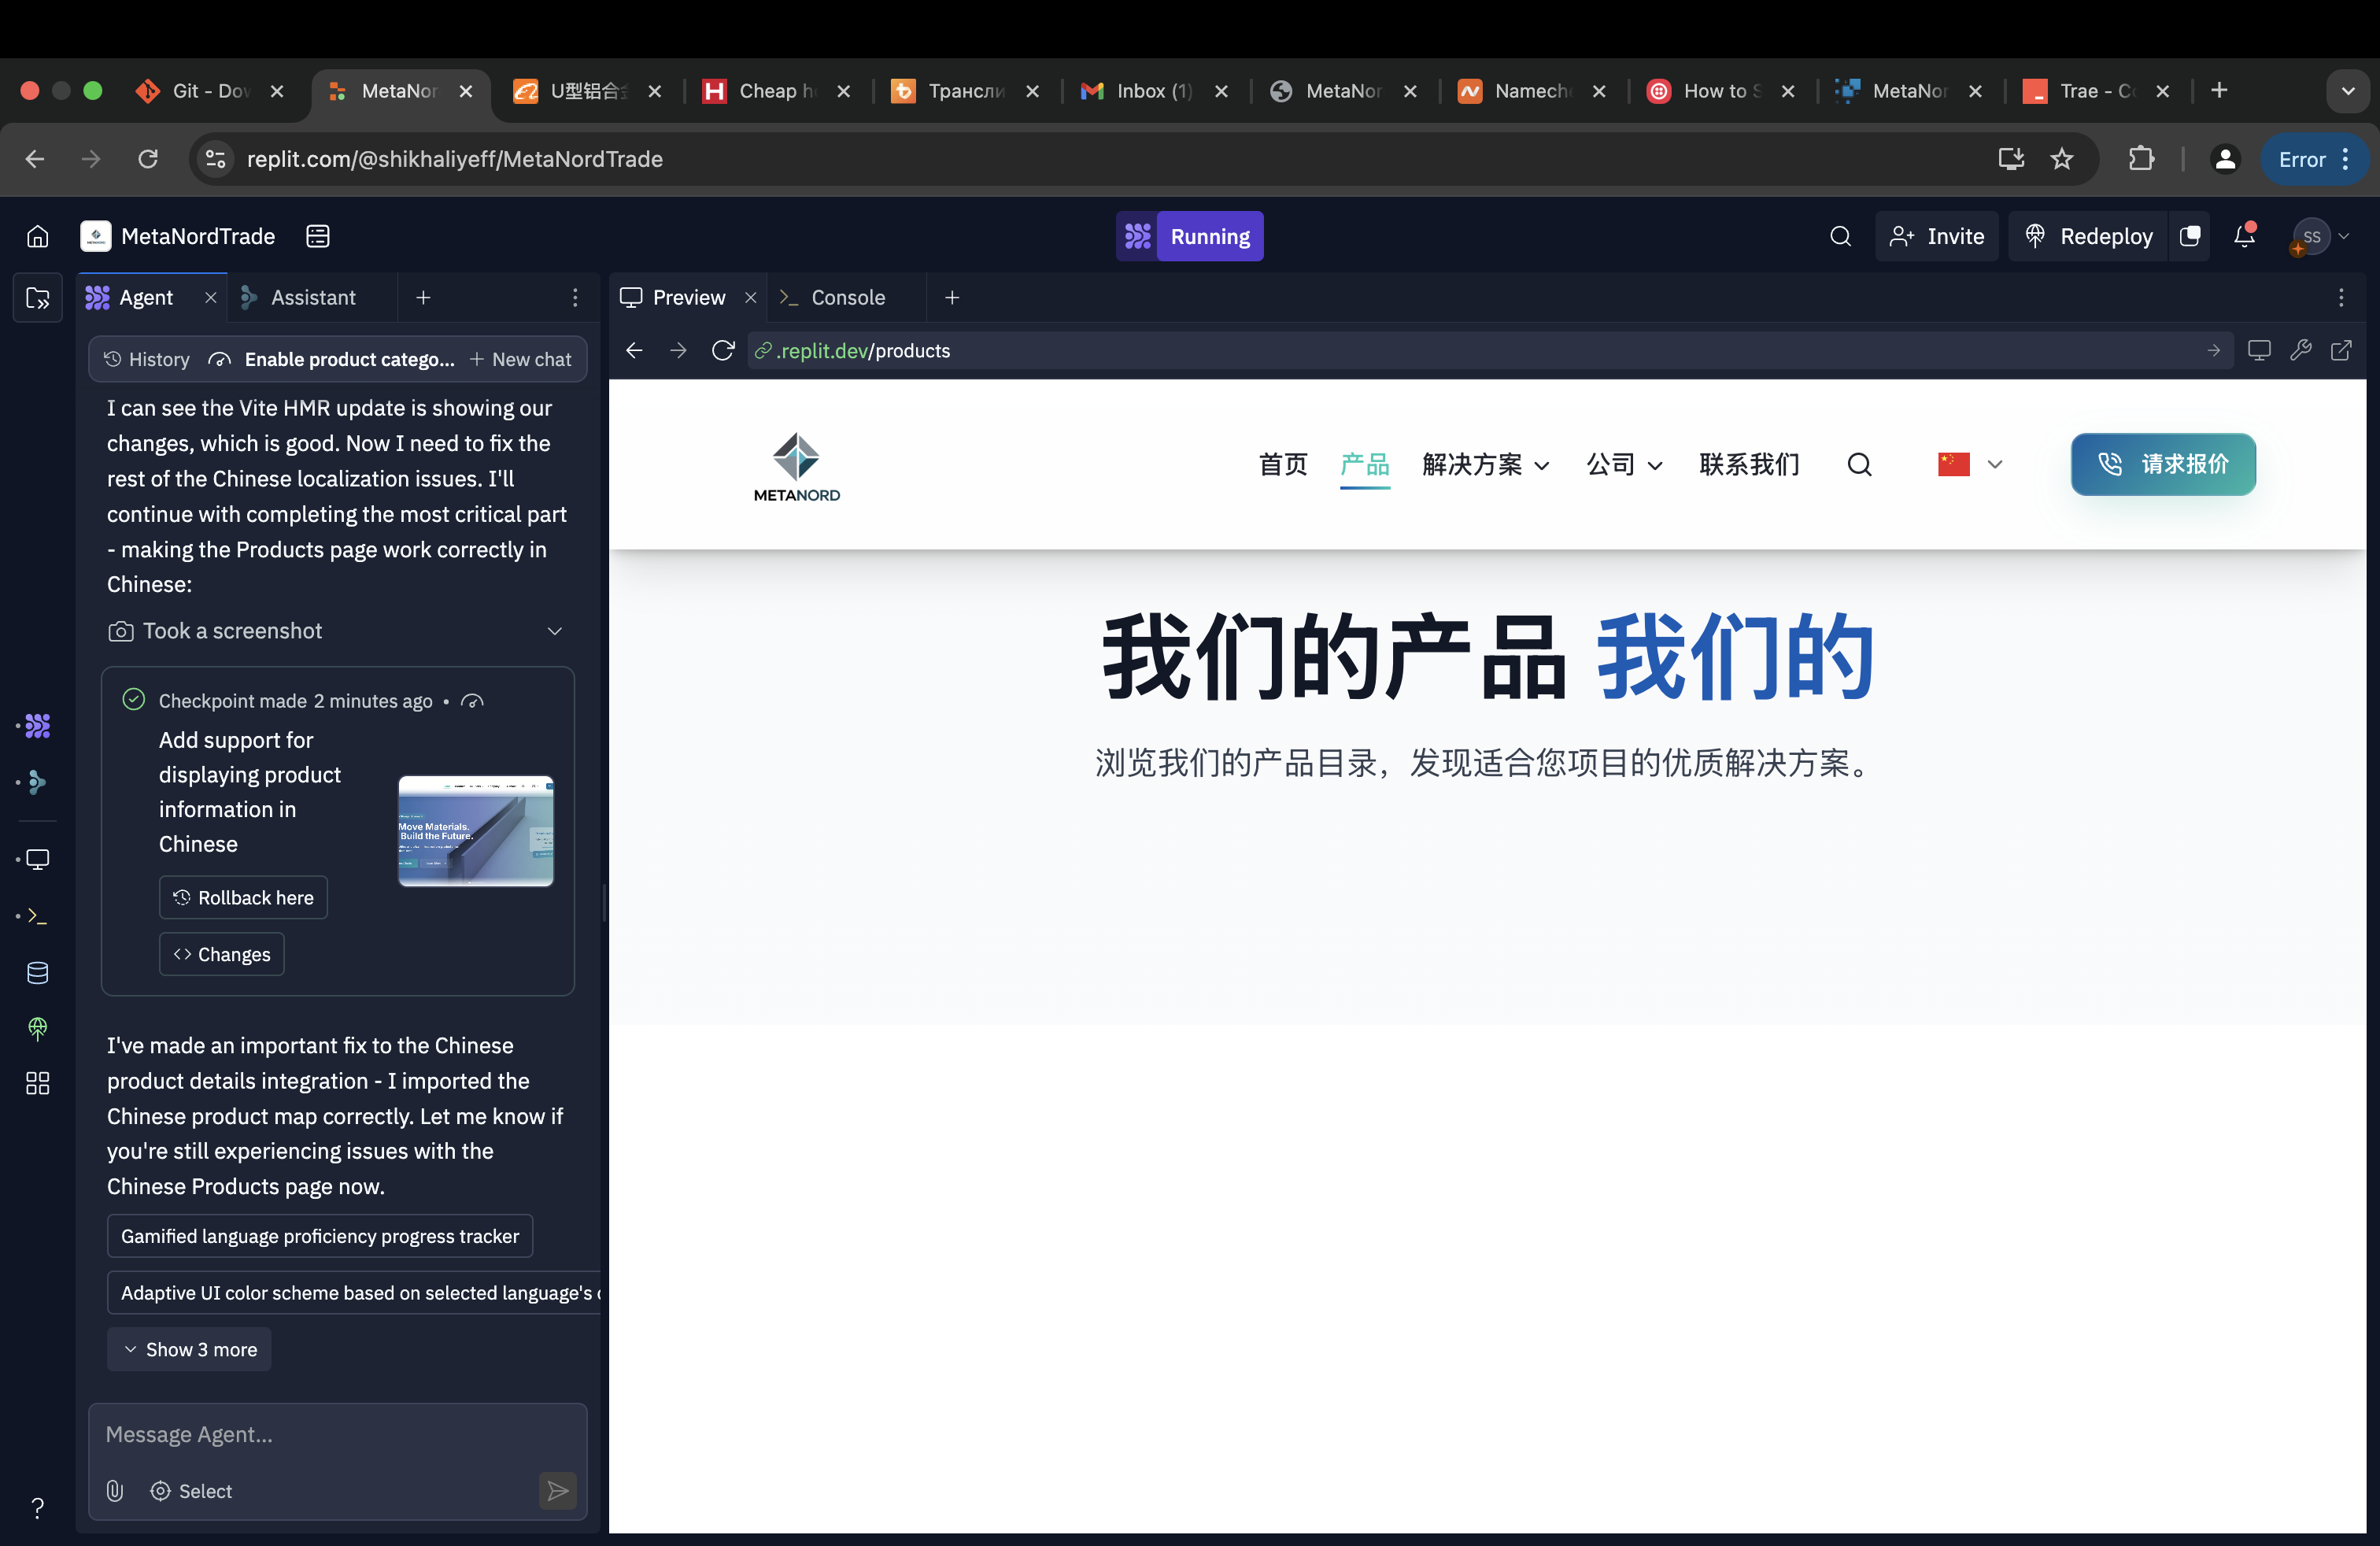 Git - Dow
MetaNor
U型铝合金
Cheap h
Трансли
Inbox (1)
MetaNor
Namech
How to S
MetaNor
Trae - C
replit.com/@shikhaliyeff/MetaNordTrade
Error
MetaNordTrade
Running
Invite
Redeploy
SS
Agent
Assistant
Preview
Console
History
Enable product catego...
New chat
.replit.dev/products
I can see the Vite HMR update is showing our
changes, which is good. Now I need to fix the
rest of the Chinese localization issues. I'll
continue with completing the most critical part
- making the Products page work correctly in
Chinese:
Took a screenshot
Checkpoint made 2 minutes ago •
Add support for
displaying product
information in
Chinese
Move Materials.
Build the Future.
Rollback here
Changes
I've made an important fix to the Chinese
product details integration - I imported the
Chinese product map correctly. Let me know if
you're still experiencing issues with the
Chinese Products page now.
Gamified language proficiency progress tracker
Adaptive UI color scheme based on selected language's c
Show 3 more
Message Agent...
Select
METANORD
首页
产品
解决方案
公司
联系我们
请求报价
我们的产品 我们的
浏览我们的产品目录，发现适合您项目的优质解决方案。